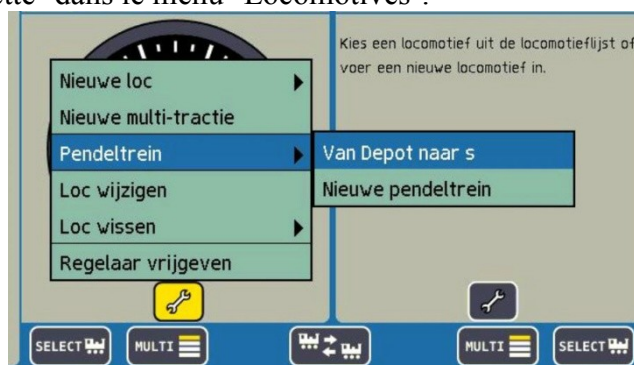 dans le menu "Locomotives".
Kies een locomotief uit de locomotieflijst of
voer een nieuwe locomotief in.
Nieuwe loc
Nieuwe multi-tractie
Pendeltrein
Van Depot naar s
Nieuwe pendeltrein
Loc wijzigen
Loc wissen
Regelaar vrijgeven
SELECT
MULTI
MULTI
SELECT